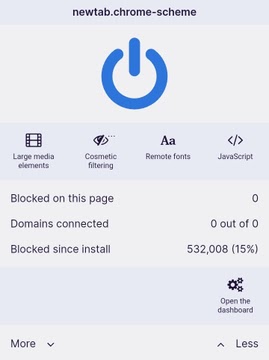 newtab.chrome-scheme
Large media elements
Cosmetic filtering
Aa
Remote fonts
</>
JavaScript
Blocked on this page 0
Domains connected 0 out of 0
Blocked since install 532,008 (15%)
Open the
dashboard
More
Less